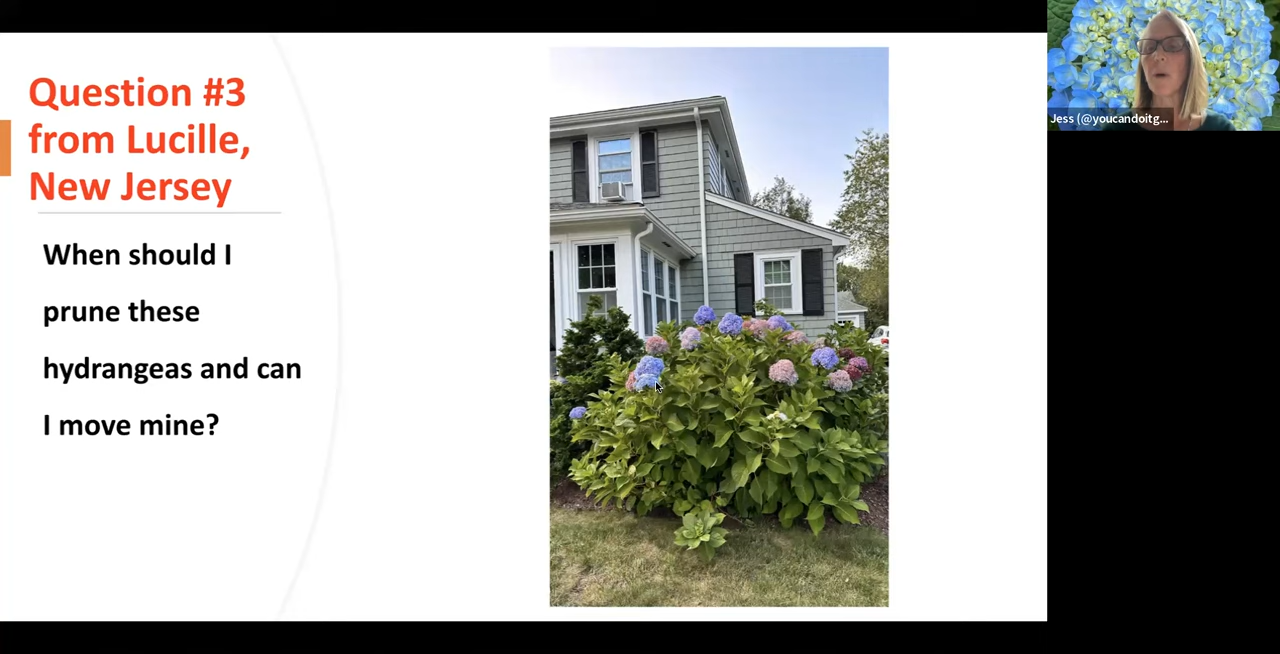 Question #3
from Lucille,
New Jersey
When should I
prune these
hydrangeas and can
I move mine?
Jess (@youcandoitg...